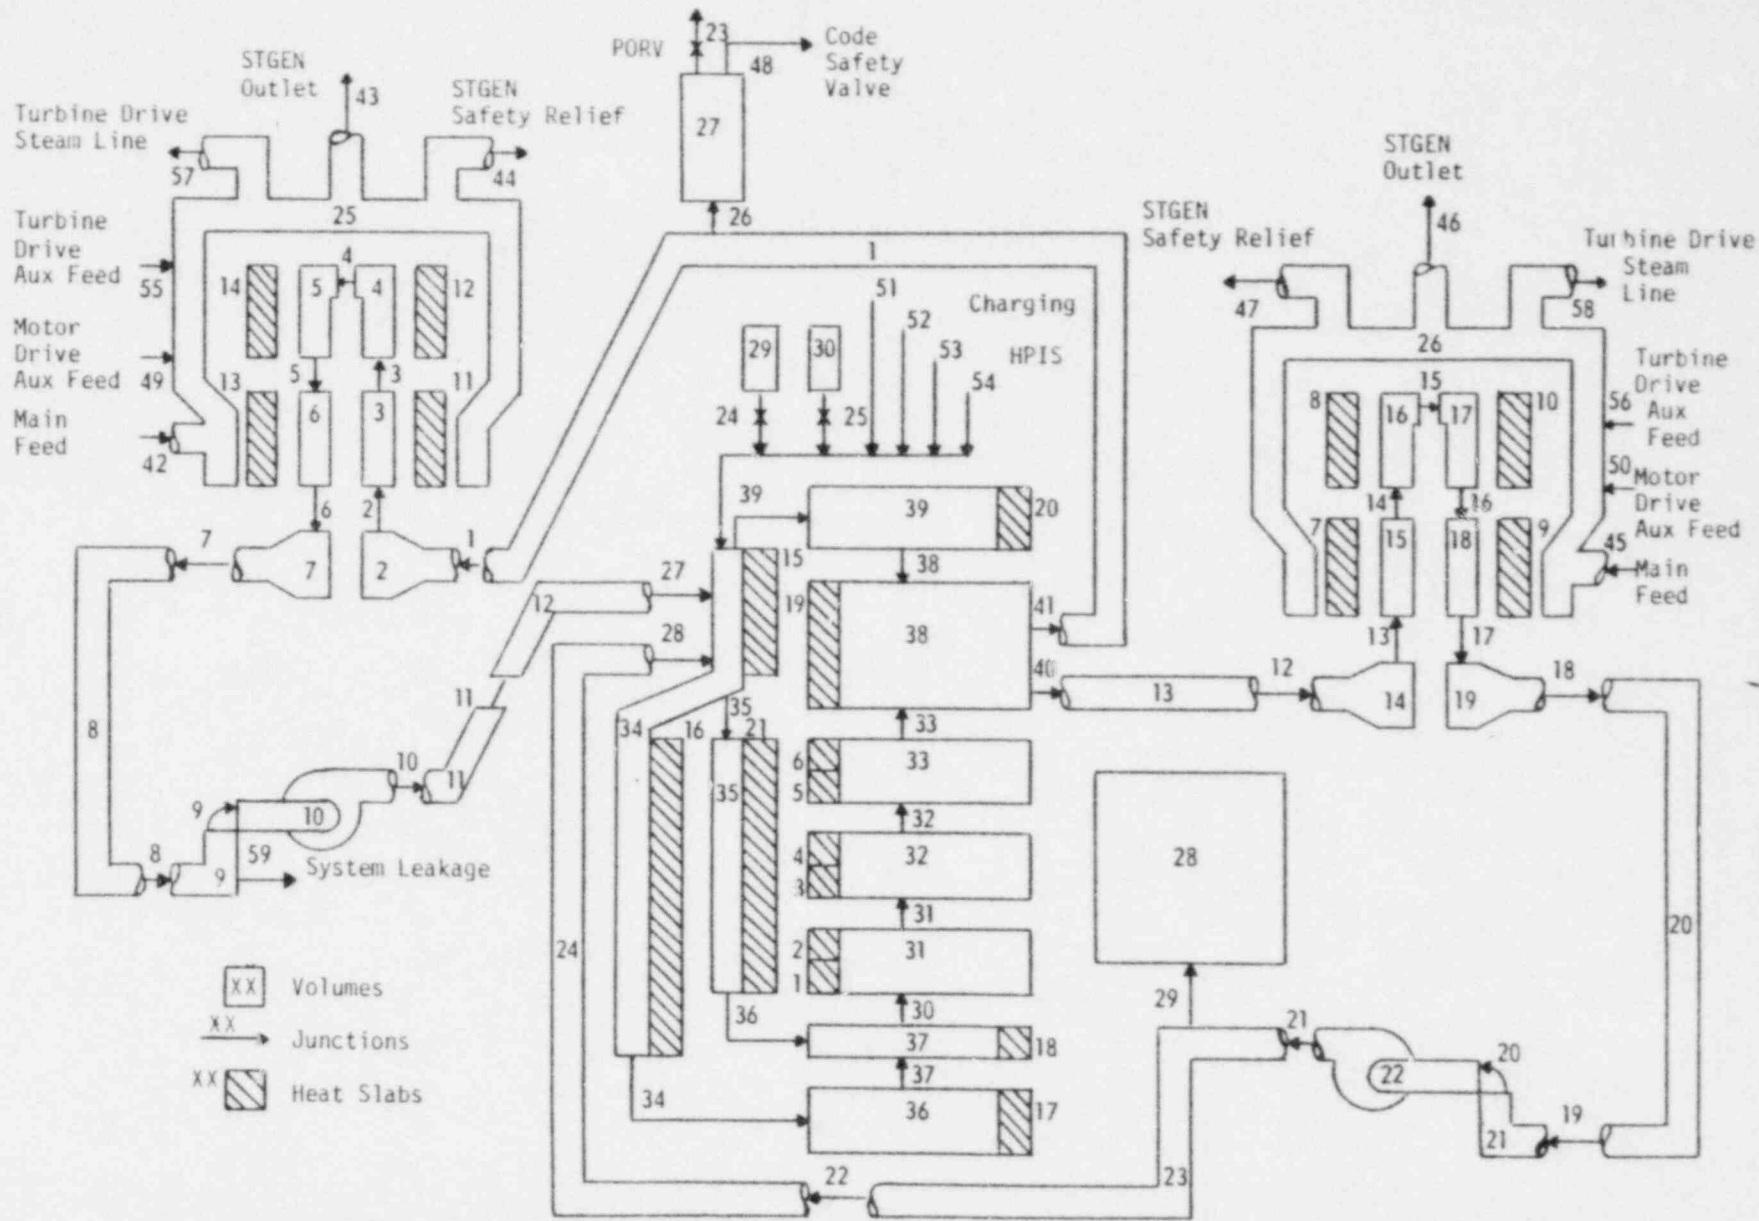 PORV
23
48
Code
Safety
Valve
27
26
STGEN
Outlet
43
Turbine Drive
Steam Line
57
STGEN
Safety Relief
44
25
Turbine
Drive
Aux Feed
55
Motor
Drive
Aux Feed
49
Main
Feed
42
4
14
5
4
12
5
3
13
6
3
11
6
2
7
7
2
1
1
8
8
9
9
10
59
System Leakage
10
11
11
12
27
28
24
29
30
24
25
51
52
53
54
Charging
HPIS
39
39
20
38
15
19
38
41
40
34
16
35
21
35
33
6
5
33
32
4
3
32
31
2
1
31
30
36
37
18
37
34
36
17
13
12
STGEN
Outlet
46
STGEN
Safety Relief
47
Turbine Drive
Steam
Line
58
26
Turbine
Drive
Aux
Feed
56
50
Motor
Drive
Aux Feed
45
Main
Feed
15
8
16
17
10
14
16
7
15
18
9
13
17
14
19
18
20
28
29
21
22
20
19
21
22
23
XX Volumes
XX Junctions
XX Heat Slabs